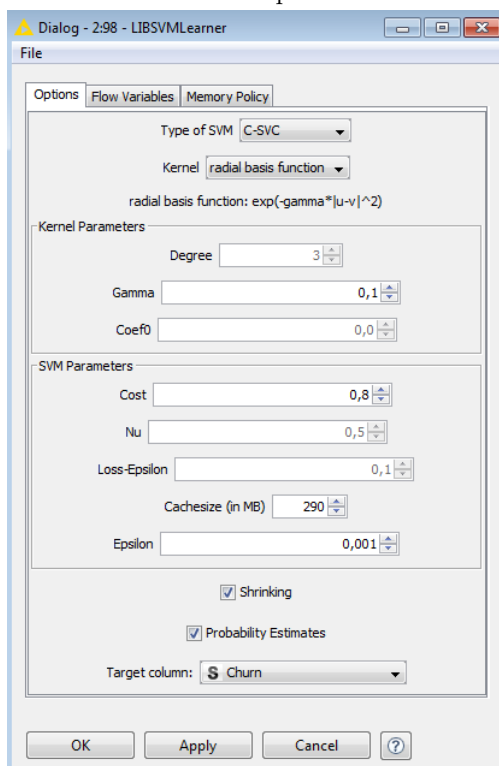 Dialog - 2:98 - LIBSVMLearner
File
Options Flow Variables Memory Policy
Type of SVM C-SVC
Kernel radial basis function
radial basis function: exp(-gamma*|u-v|^2)
Kernel Parameters
Degree 3
Gamma 0,1
Coef0 0,0
SVM Parameters
Cost 0,8
Nu 0,5
Loss-Epsilon 0,1
Cachesize (in MB) 290
Epsilon 0,001
Shrinking
Probability Estimates
Target column: S Churn
OK Apply Cancel ?